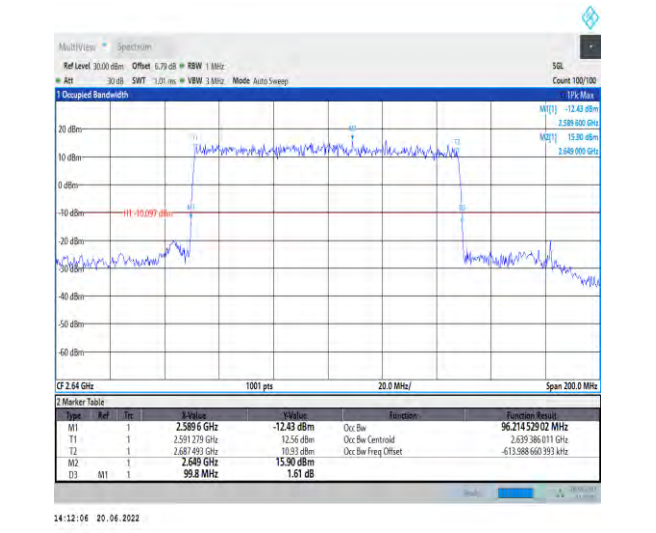 MultiView Spectrum
Ref Level 30.00 dBm Offset 6.79 dB RBW 1 MHz SGL
Att 30 dB SWT 1.01 ms VBW 3 MHz Mode Auto Sweep Count 100/100
1 Occupied Bandwidth 1Pk Max
M1[1] -12.43 dBm
2.589 600 GHz
M2[1] 15.90 dBm
2.649 000 GHz
20 dBm
T1 M2 T2
10 dBm
0 dBm
-10 dBm H1 -10.097 dBm M1 D3
-20 dBm
-30 dBm
-40 dBm
-50 dBm
-60 dBm
CF 2.64 GHz 1001 pts 20.0 MHz/ Span 200.0 MHz
2 Marker Table
Type Ref Trc X-Value Y-Value Function Function Result
M1 1 2.5896 GHz -12.43 dBm Occ Bw 96.214 529 02 MHz
T1 1 2.591 279 GHz 12.56 dBm Occ Bw Centroid 2.639 386 011 GHz
T2 1 2.687 493 GHz 10.93 dBm Occ Bw Freq Offset -613.988 660 393 kHz
M2 1 2.649 GHz 15.90 dBm
D3 M1 1 99.8 MHz 1.61 dB
14:12:06 20.06.2022